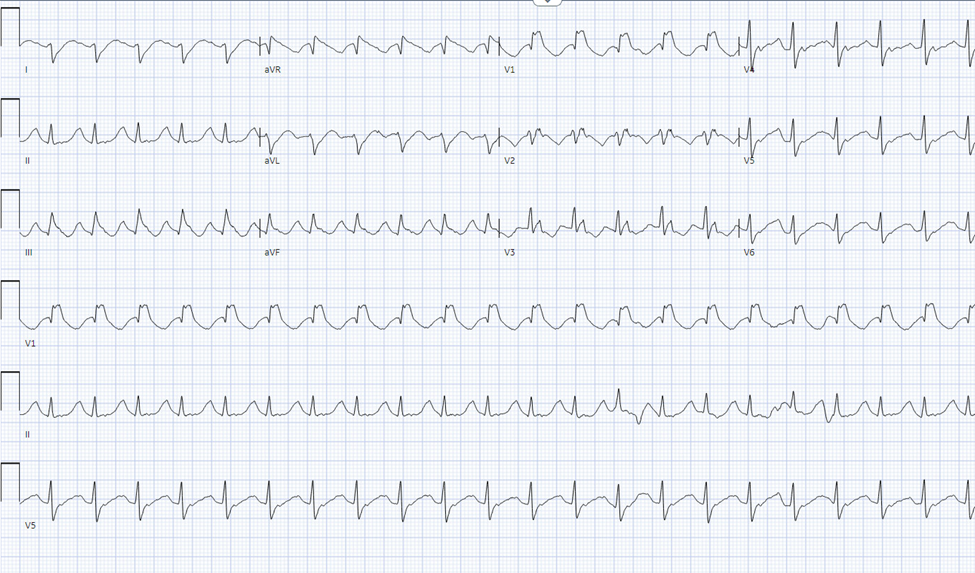 I aVR V1 V4
II aVL V2 V5
III aVF V3 V6
V1
II
V5